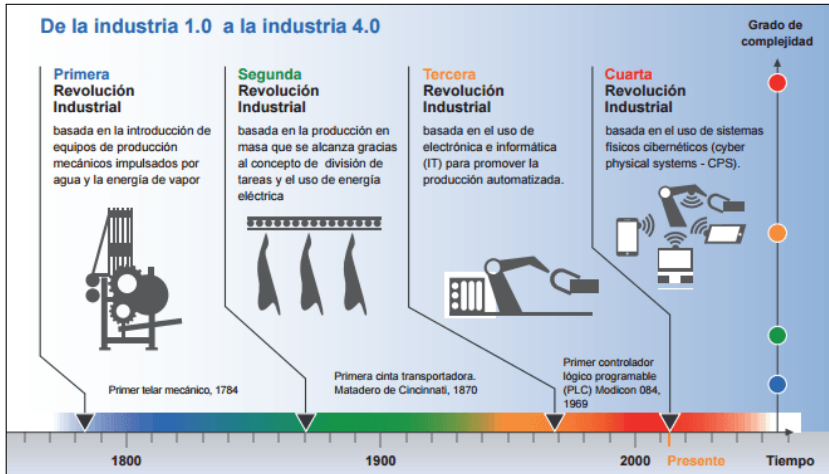 De la industria 1.0 a la industria 4.0
Grado de
complejidad
Primera
Revolución
Industrial
basada en la introducción de
equipos de producción
mecánicos impulsados por
agua y la energía de vapor
Segunda
Revolución
Industrial
basada en la producción en
masa que se alcanza gracias
al concepto de división de
tareas y el uso de energía
eléctrica
Tercera
Revolución
Industrial
basada en el uso de
electrónica e informática
(IT) para promover la
producción automatizada.
Cuarta
Revolución
Industrial
basada en el uso de sistemas
físicos cibernéticos (cyber
physical systems - CPS).
Primer telar mecánico, 1784
Primera cinta transportadora.
Matadero de Cincinnati, 1870
Primer controlador
lógico programable
(PLC) Modicon 084,
1969
1800
1900
2000
Presente
Tiempo